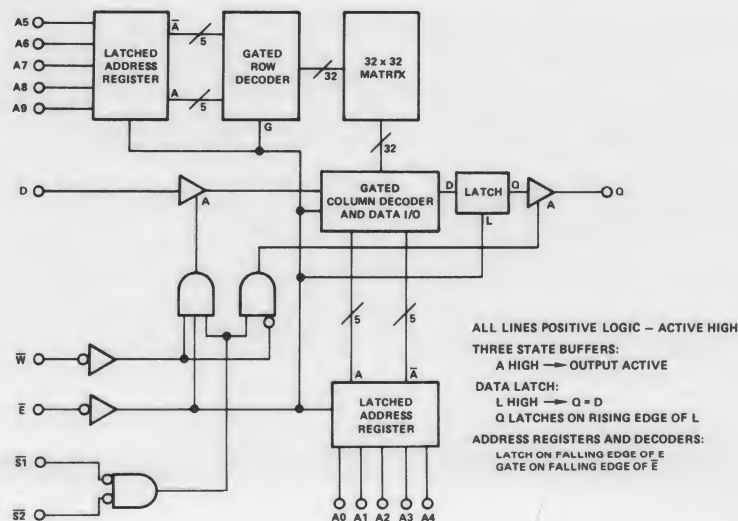 A5
A6
A7
A8
A9
LATCHED
ADDRESS
REGISTER
A̅
5
A
5
GATED
ROW
DECODER
G
32
32 x 32
MATRIX
32
D
A
GATED
COLUMN DECODER
AND DATA I/O
D
LATCH
Q
L
A
Q
W̅
E̅
S̅1̅
S̅2̅
5
5
A
A̅
LATCHED
ADDRESS
REGISTER
A0 A1 A2 A3 A4
ALL LINES POSITIVE LOGIC – ACTIVE HIGH
THREE STATE BUFFERS:
A HIGH → OUTPUT ACTIVE
DATA LATCH:
L HIGH → Q = D
Q LATCHES ON RISING EDGE OF L
ADDRESS REGISTERS AND DECODERS:
LATCH ON FALLING EDGE OF E
GATE ON FALLING EDGE OF E̅